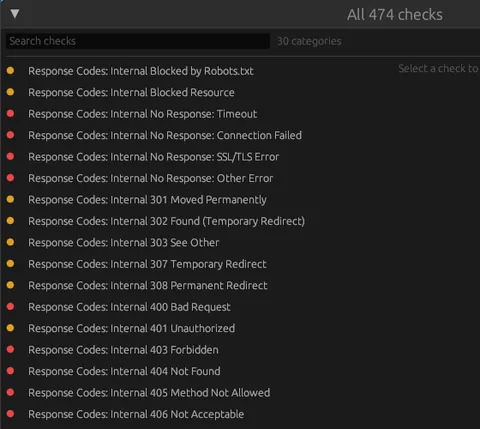 All 474 checks
Search checks
30 categories
Select a check to
Response Codes: Internal Blocked by Robots.txt
Response Codes: Internal Blocked Resource
Response Codes: Internal No Response: Timeout
Response Codes: Internal No Response: Connection Failed
Response Codes: Internal No Response: SSL/TLS Error
Response Codes: Internal No Response: Other Error
Response Codes: Internal 301 Moved Permanently
Response Codes: Internal 302 Found (Temporary Redirect)
Response Codes: Internal 303 See Other
Response Codes: Internal 307 Temporary Redirect
Response Codes: Internal 308 Permanent Redirect
Response Codes: Internal 400 Bad Request
Response Codes: Internal 401 Unauthorized
Response Codes: Internal 403 Forbidden
Response Codes: Internal 404 Not Found
Response Codes: Internal 405 Method Not Allowed
Response Codes: Internal 406 Not Acceptable